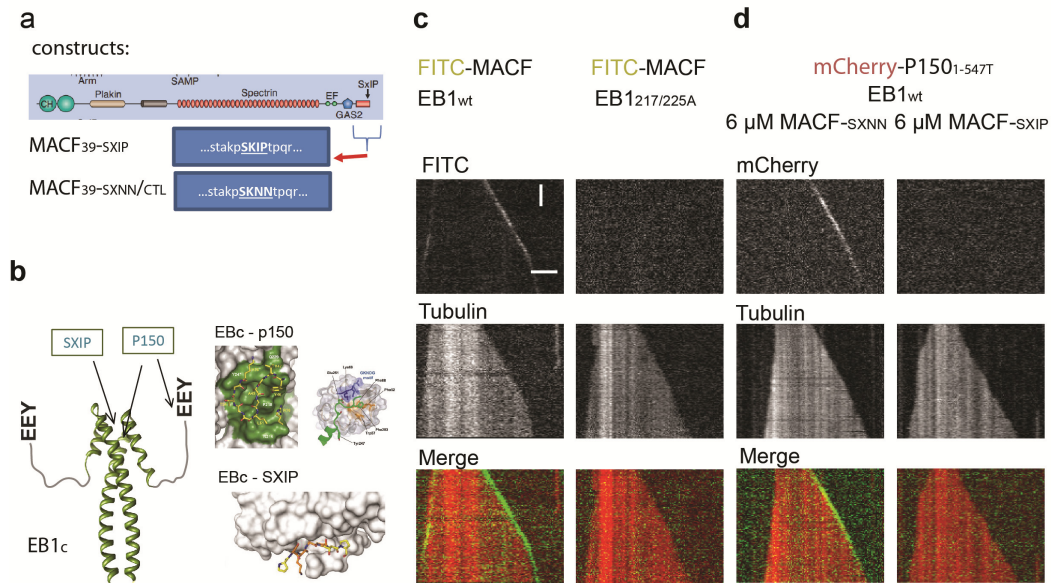 a
constructs:
Arm
SAMP
SxIP
Plakin
Spectrin
EF
CH
GAS2
MACF39-SXIP
...stakpSKIPtpqr...
MACF39-SXNN/CTL
...stakpSKNNtpqr...
b
SXIP
P150
EEY
EEY
EB1c
EBc - p150
EBc - SXIP
c
FITC-MACF
FITC-MACF
EB1wt
EB1217/225A
FITC
Tubulin
Merge
d
mCherry-P1501-547T
EB1wt
6 µM MACF-SXNN 6 µM MACF-SXIP
mCherry
Tubulin
Merge